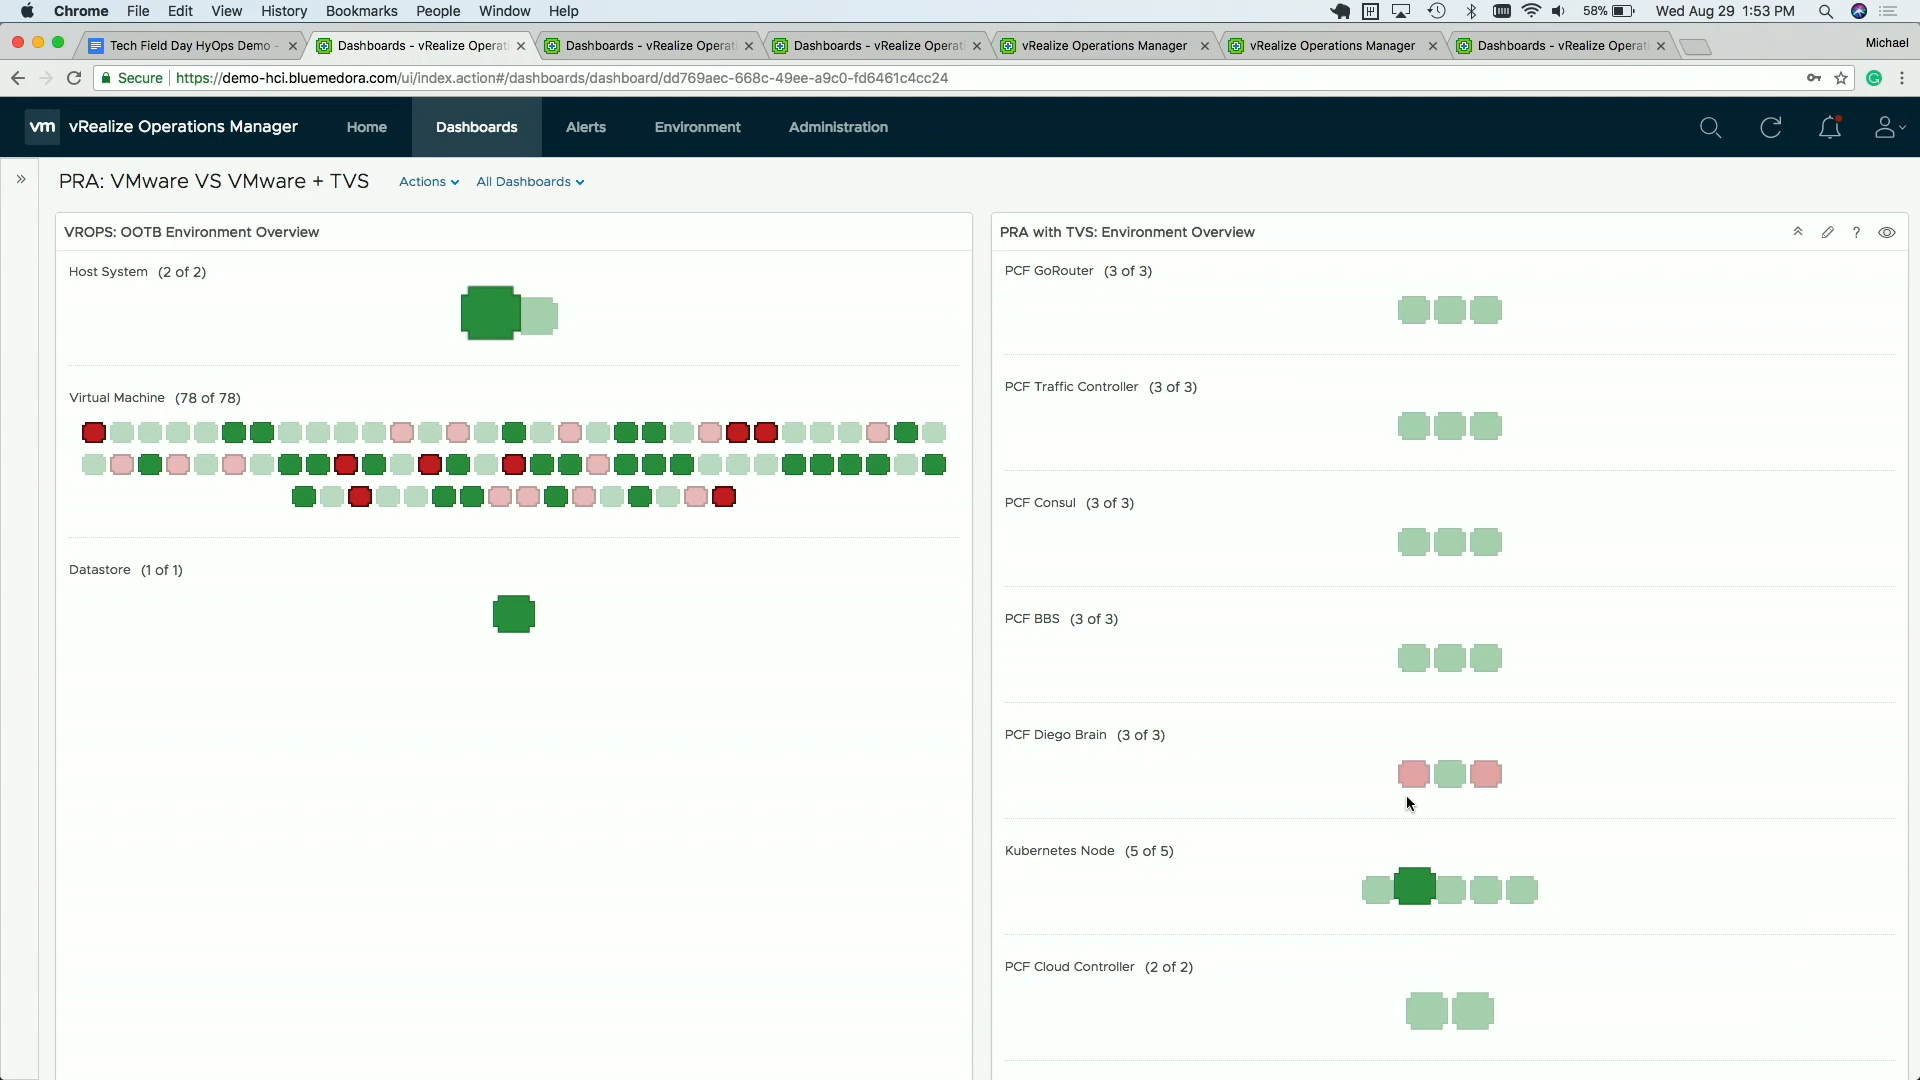 Chrome File Edit View History Bookmarks People Window Help 58% Wed Aug 29 1:53 PM
Tech Field Day HyOps Demo - Dashboards - vRealize Operati Dashboards - vRealize Operati Dashboards - vRealize Operati vRealize Operations Manager vRealize Operations Manager Dashboards - vRealize Operati Michael
Secure https://demo-hci.bluemedora.com/ui/index.action#/dashboards/dashboard/dd769aec-668c-49ee-a9c0-fd6461c4cc24
vm vRealize Operations Manager Home Dashboards Alerts Environment Administration
PRA: VMware VS VMware + TVS Actions All Dashboards
VROPS: OOTB Environment Overview
Host System (2 of 2)
Virtual Machine (78 of 78)
Datastore (1 of 1)
PRA with TVS: Environment Overview ?
PCF GoRouter (3 of 3)
PCF Traffic Controller (3 of 3)
PCF Consul (3 of 3)
PCF BBS (3 of 3)
PCF Diego Brain (3 of 3)
Kubernetes Node (5 of 5)
PCF Cloud Controller (2 of 2)